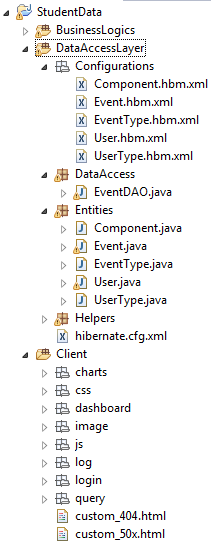 StudentData
BusinessLogics
DataAccessLayer
Configurations
Component.hbm.xml
Event.hbm.xml
EventType.hbm.xml
User.hbm.xml
UserType.hbm.xml
DataAccess
EventDAO.java
Entities
Component.java
Event.java
EventType.java
User.java
UserType.java
Helpers
hibernate.cfg.xml
Client
charts
css
dashboard
image
js
log
login
query
custom_404.html
custom_50x.html